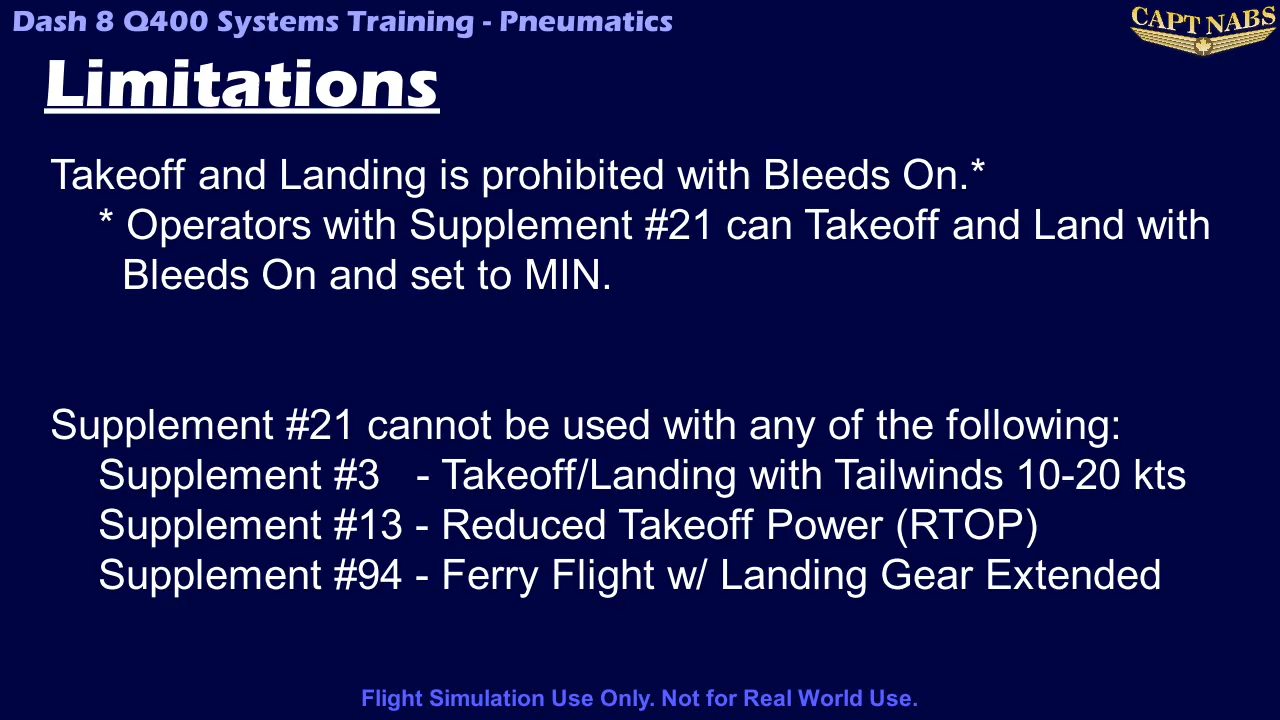 Dash 8 Q400 Systems Training - Pneumatics
CAPT NABS
Limitations
Takeoff and Landing is prohibited with Bleeds On.*
* Operators with Supplement #21 can Takeoff and Land with
Bleeds On and set to MIN.
Supplement #21 cannot be used with any of the following:
Supplement #3 - Takeoff/Landing with Tailwinds 10-20 kts
Supplement #13 - Reduced Takeoff Power (RTOP)
Supplement #94 - Ferry Flight w/ Landing Gear Extended
Flight Simulation Use Only. Not for Real World Use.